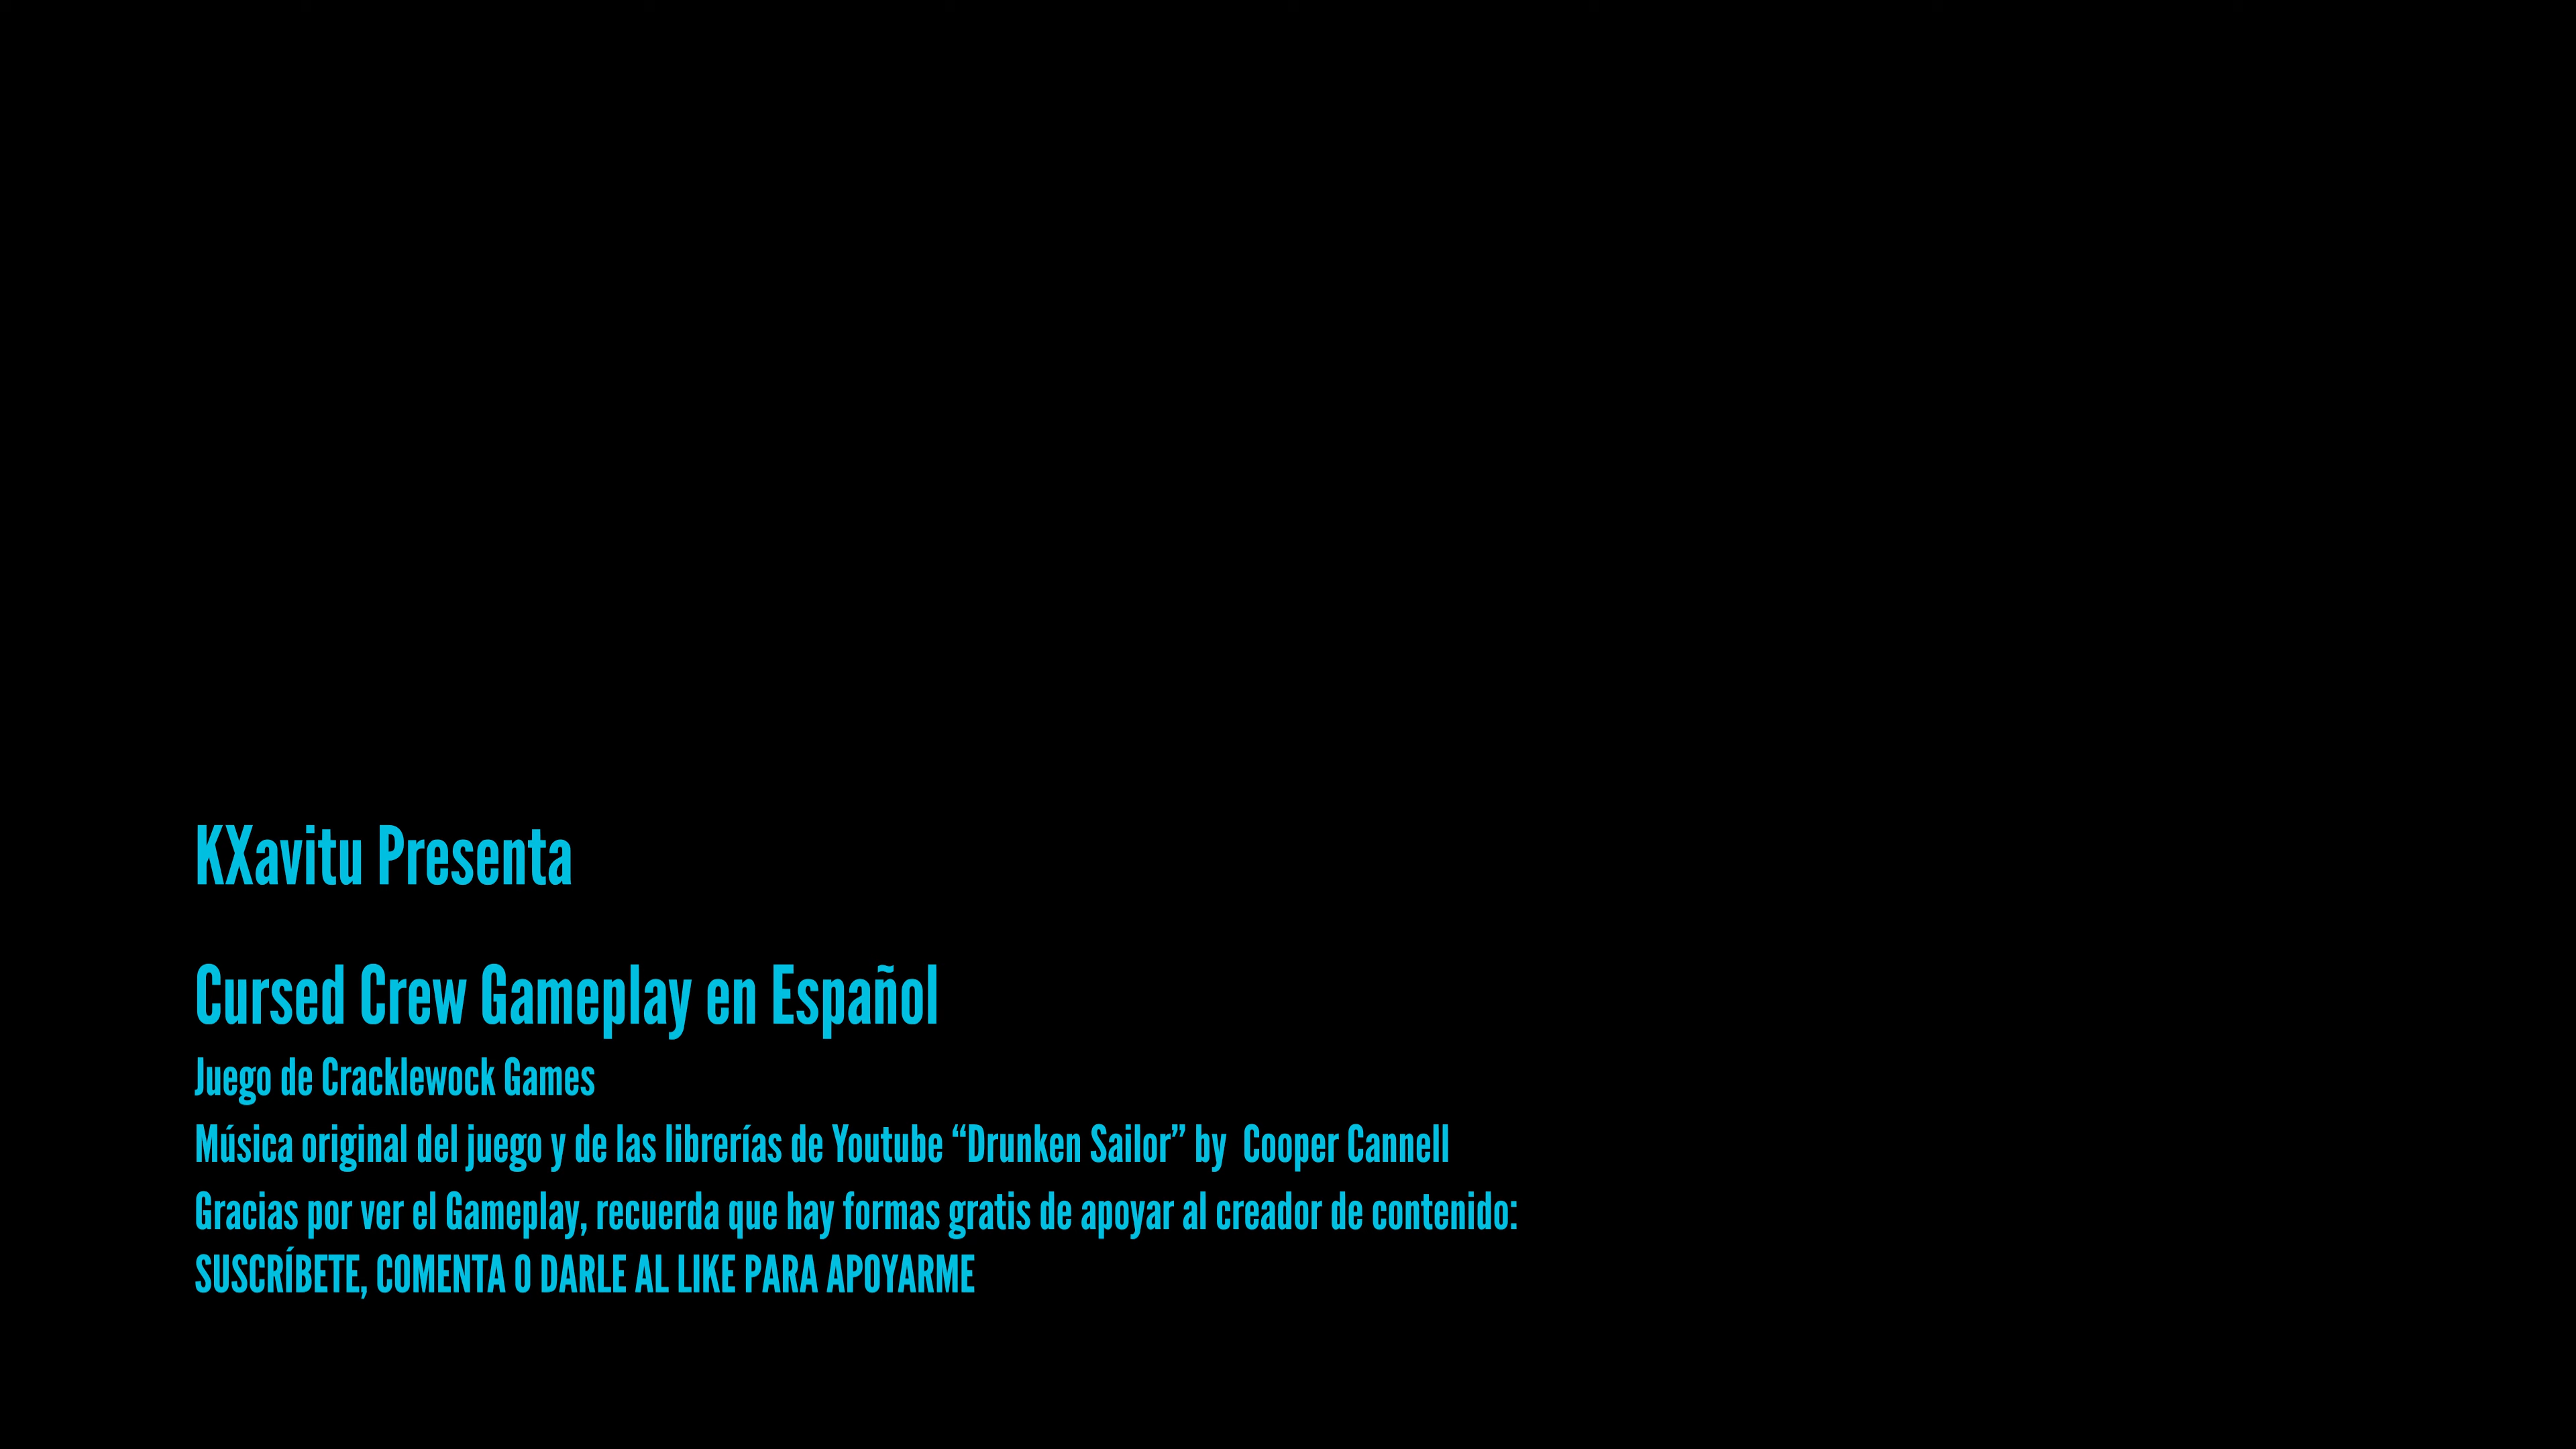 KXavitu Presenta
Cursed Crew Gameplay en Español
Juego de Cracklewock Games
Música original del juego y de las librerías de Youtube “Drunken Sailor” by  Cooper Cannell
Gracias por ver el Gameplay, recuerda que hay formas gratis de apoyar al creador de contenido:
SUSCRÍBETE, COMENTA O DARLE AL LIKE PARA APOYARME